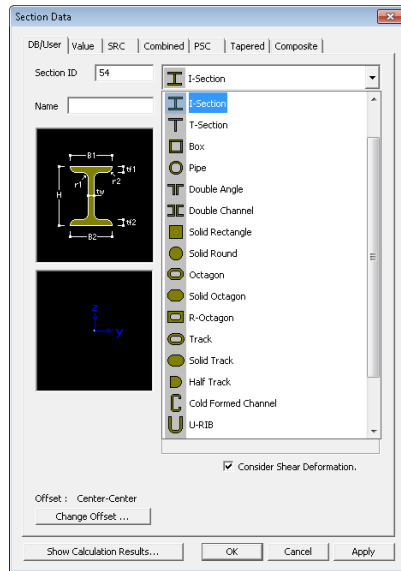 Section Data
DB/User Value SRC Combined PSC Tapered Composite
Section ID 54 I-Section
Name
I-Section
T-Section
Box
Pipe
Double Angle
Double Channel
Solid Rectangle
Solid Round
Octagon
Solid Octagon
R-Octagon
Track
Solid Track
Half Track
Cold Formed Channel
U-RIB
B1
tf1
r1 r2
H tw
tf2
B2
z
y
Consider Shear Deformation.
Offset : Center-Center
Change Offset ...
Show Calculation Results... OK Cancel Apply